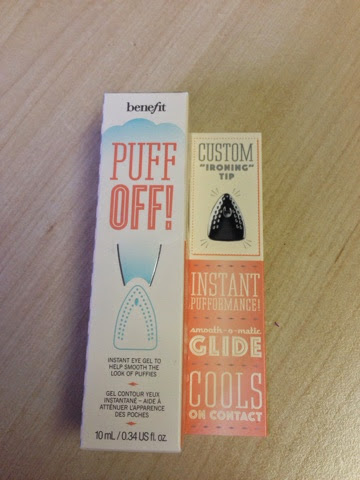 benefit
PUFF
OFF!
INSTANT EYE GEL TO
HELP SMOOTH THE
LOOK OF PUFFIES
GEL CONTOUR YEUX
INSTANTANÉ – AIDE À
ATTÉNUER L'APPARENCE
DES POCHES
10 mL / 0.34 US fl. oz.
CUSTOM
"IRONING"
TIP
INSTANT
PUFFORMANCE!
smooth-o-matic
GLIDE
COOLS
ON CONTACT